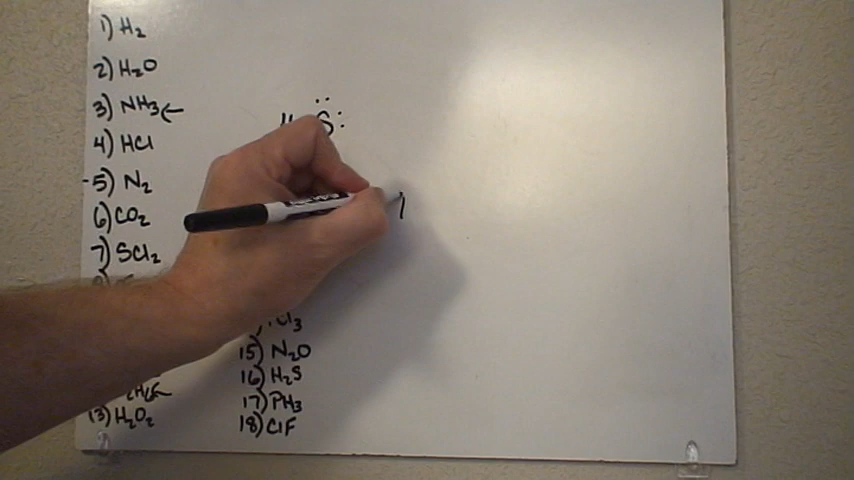 1) H₂
2) H₂O
3) NH₃ ←
4) HCl
5) N₂
6) CO₂
7) SCl₂
S
13) H₂O₂
15) N₂O
16) H₂S
17) PH₃
18) ClF